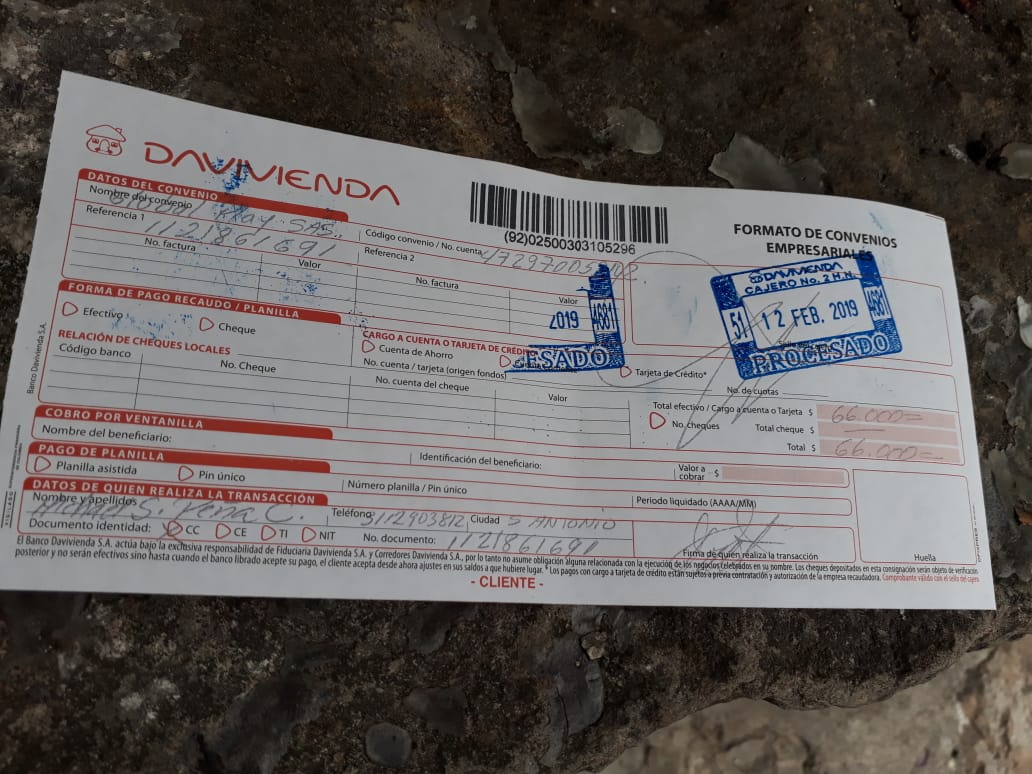 DAVIVIENDA
(92)02500303105296
FORMATO DE CONVENIOS
EMPRESARIALES
DATOS DEL CONVENIO
Nombre del convenio Play SAS.
Código convenio / No. cuenta
Referencia 1 1121861691
Referencia 2
No. factura Valor No. factura Valor
2019 4681
ESADO
DAVIVIENDA
CAJERO No. 2 H.N.
51 12 FEB. 2019 4681
PROCESADO
FORMA DE PAGO RECAUDO / PLANILLA
Efectivo Cheque
CARGO A CUENTA O TARJETA DE CRÉDITO
Cuenta de Ahorro
Tarjeta de Crédito*
No. cuenta / tarjeta (origen fondos)
No. de cuotas
RELACIÓN DE CHEQUES LOCALES
Código banco No. Cheque No. cuenta del cheque Valor
Total efectivo / Cargo a cuenta o Tarjeta $ 66.000=
No. cheques Total cheque $
Total $ 66.000=
COBRO POR VENTANILLA
Nombre del beneficiario: Identificación del beneficiario: Valor a cobrar $
PAGO DE PLANILLA
Planilla asistida Pin único Número planilla / Pin único Período liquidado (AAAA/MM)
DATOS DE QUIEN REALIZA LA TRANSACCIÓN
Nombre y apellidos S. Pena C. Teléfono 3112903812 Ciudad S ANTONIO
Documento identidad: CC CE TI NIT No. documento: 1121861691
Firma de quien realiza la transacción
Huella
El Banco Davivienda S.A. actúa bajo la exclusiva responsabilidad de Fiduciaria Davivienda S.A. y Corredores Davivienda S.A., por lo tanto no asume obligación alguna relacionada con la ejecución de los negocios celebrados en su nombre. Los cheques depositados en esta consignación serán objeto de verificación
posterior y no serán efectivos sino hasta cuando el banco librado acepte su pago, el cliente acepta desde ahora ajustes en sus saldos a que hubiere lugar. * Los pagos con cargo a tarjeta de crédito están sujetos a previa contratación y autorización de la empresa recaudadora. Comprobante válido con el sello del cajero
- CLIENTE -
Banco Davivienda S.A.
VIGILADO